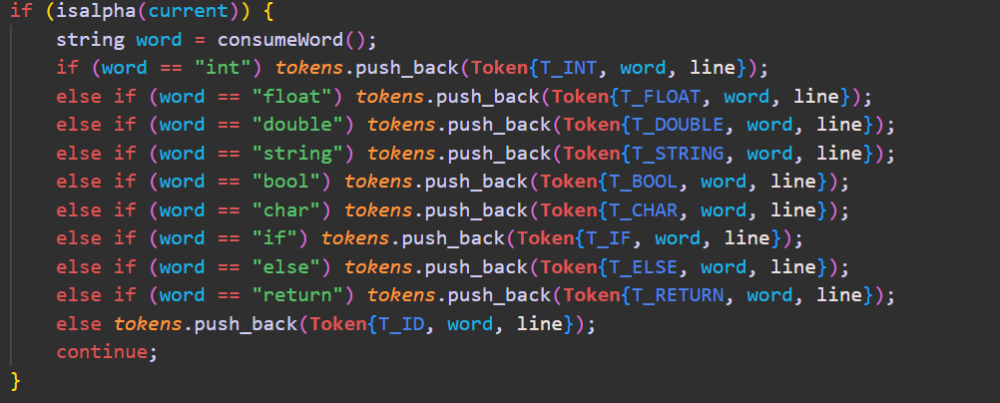 if (isalpha(current)) {
    string word = consumeWord();
    if (word == "int") tokens.push_back(Token{T_INT, word, line});
    else if (word == "float") tokens.push_back(Token{T_FLOAT, word, line});
    else if (word == "double") tokens.push_back(Token{T_DOUBLE, word, line});
    else if (word == "string") tokens.push_back(Token{T_STRING, word, line});
    else if (word == "bool") tokens.push_back(Token{T_BOOL, word, line});
    else if (word == "char") tokens.push_back(Token{T_CHAR, word, line});
    else if (word == "if") tokens.push_back(Token{T_IF, word, line});
    else if (word == "else") tokens.push_back(Token{T_ELSE, word, line});
    else if (word == "return") tokens.push_back(Token{T_RETURN, word, line});
    else tokens.push_back(Token{T_ID, word, line});
    continue;
}